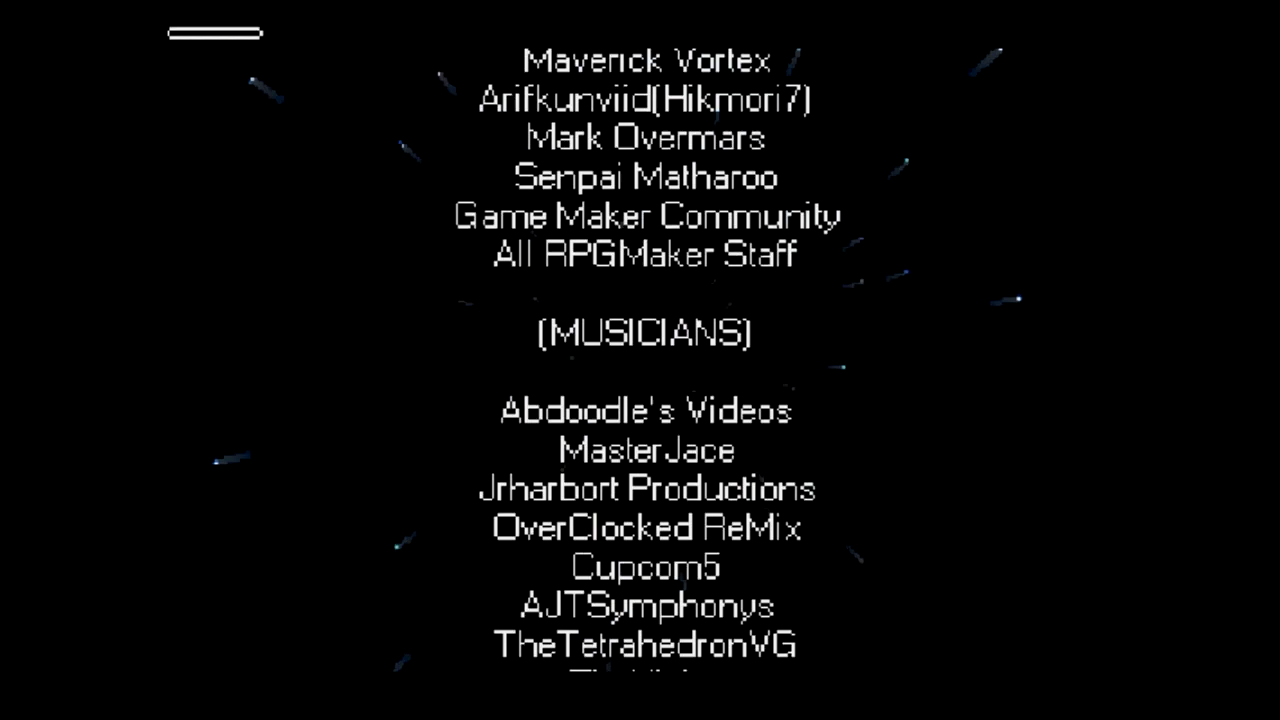 Maverick Vortex
Arifkunviid(Hikmori7)
Mark Overmars
Senpai Matharoo
Game Maker Community
All RPGMaker Staff
(MUSICIANS)
Abdoodle's Videos
MasterJace
Jrharbort Productions
OverClocked ReMix
Cupcom5
AJTSymphonys
TheTetrahedronVG